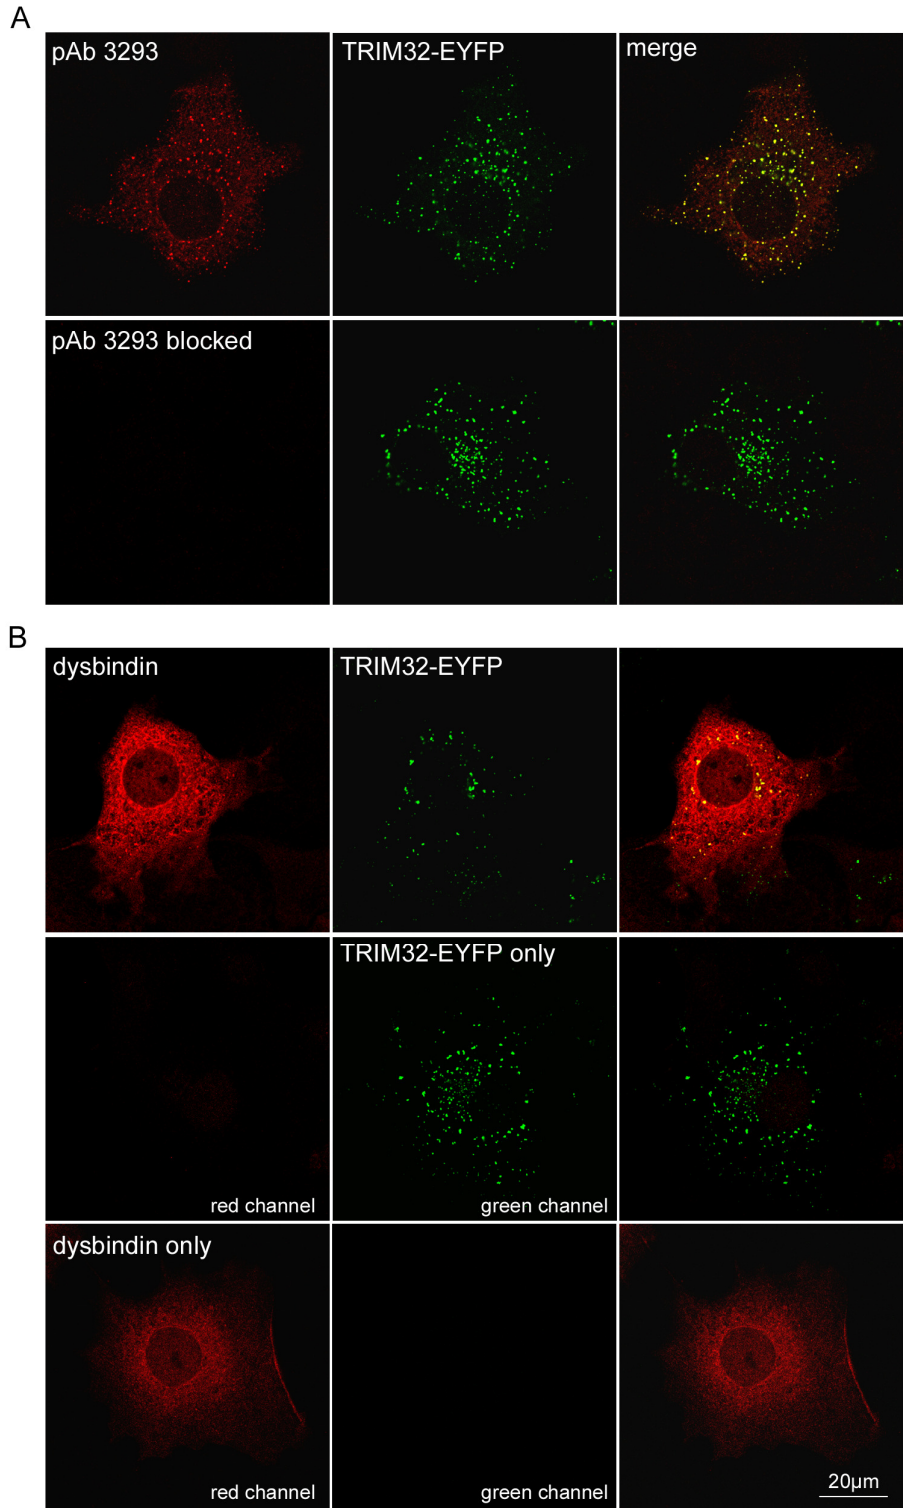 A
pAb 3293
TRIM32-EYFP
merge
pAb 3293 blocked
B
dysbindin
TRIM32-EYFP
TRIM32-EYFP only
red channel
green channel
dysbindin only
red channel
green channel
20µm